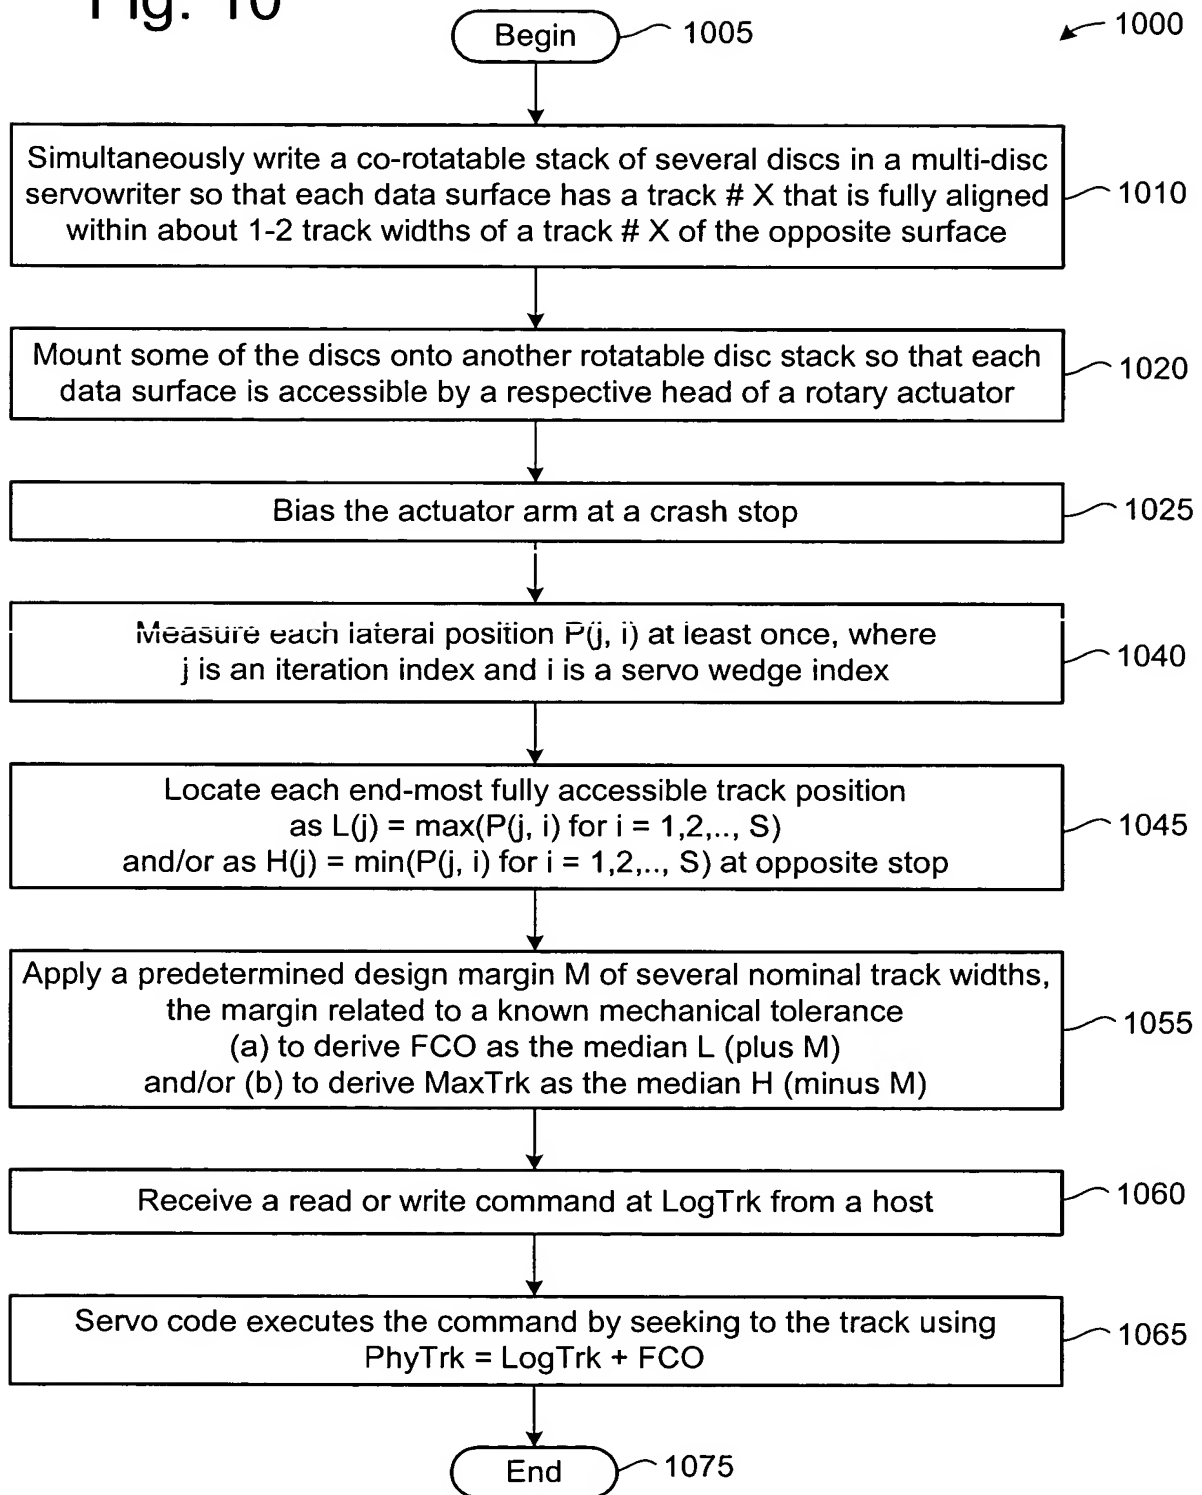 Fig. 10
Begin
1005
1000
Simultaneously write a co-rotatable stack of several discs in a multi-disc
servowriter so that each data surface has a track # X that is fully aligned
within about 1-2 track widths of a track # X of the opposite surface
1010
Mount some of the discs onto another rotatable disc stack so that each
data surface is accessible by a respective head of a rotary actuator
1020
Bias the actuator arm at a crash stop
1025
Measure each lateral position P(j, i) at least once, where
j is an iteration index and i is a servo wedge index
1040
Locate each end-most fully accessible track position
as L(j) = max(P(j, i) for i = 1,2,.., S)
and/or as H(j) = min(P(j, i) for i = 1,2,.., S) at opposite stop
1045
Apply a predetermined design margin M of several nominal track widths,
the margin related to a known mechanical tolerance
(a) to derive FCO as the median L (plus M)
and/or (b) to derive MaxTrk as the median H (minus M)
1055
Receive a read or write command at LogTrk from a host
1060
Servo code executes the command by seeking to the track using
PhyTrk = LogTrk + FCO
1065
End
1075